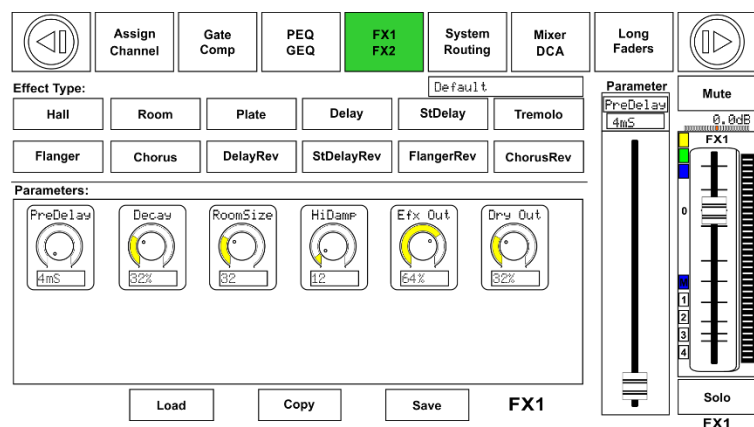 Assign Channel
Gate Comp
PEQ GEQ
FX1 FX2
System Routing
Mixer DCA
Long Faders
Effect Type:
Default
Hall
Room
Plate
Delay
StDelay
Tremolo
Flanger
Chorus
DelayRev
StDelayRev
FlangerRev
ChorusRev
Parameters:
PreDelay
4mS
Decay
32%
RoomSize
32
HiDamp
12
Efx Out
64%
Dry Out
32%
Load
Copy
Save
FX1
Parameter
PreDelay
4mS
Mute
0.0dB
FX1
0
1
2
3
4
Solo
FX1